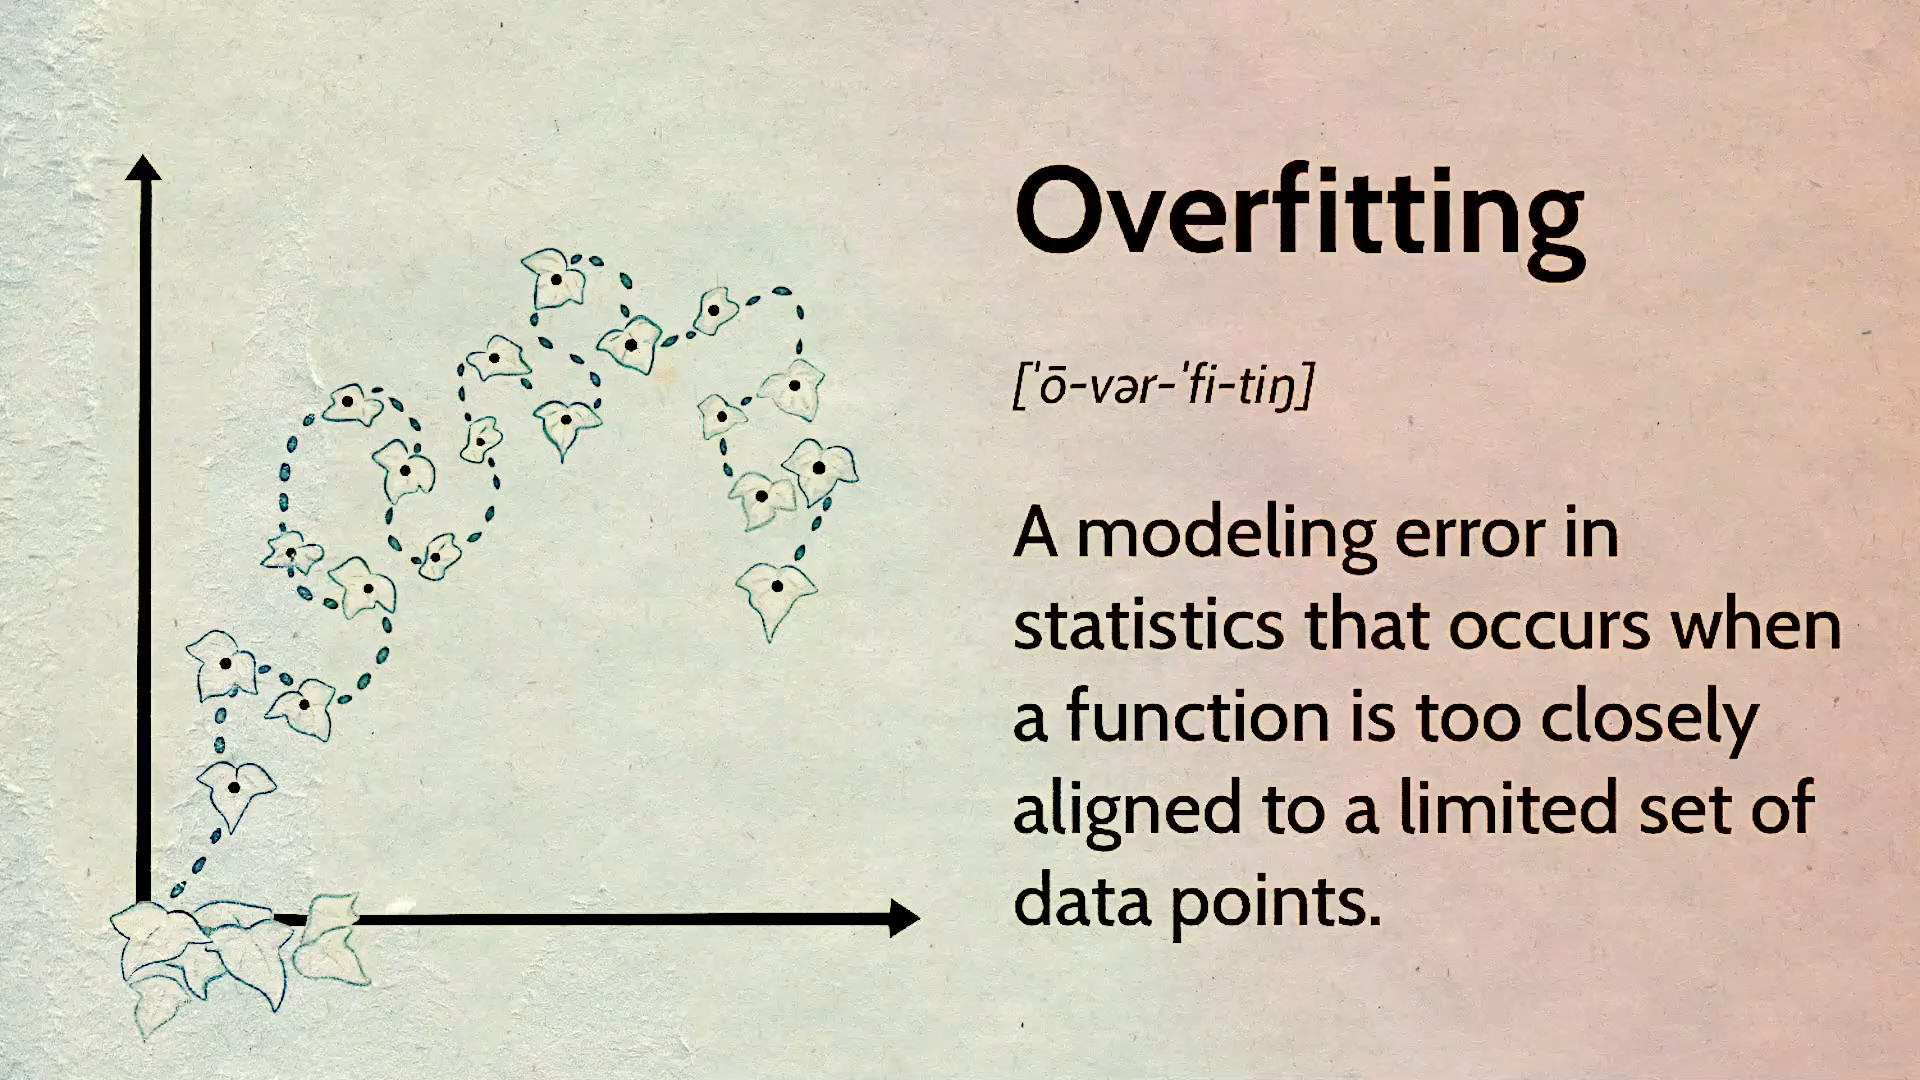 Overfitting
[ˈō-vər-ˈfi-tiŋ]
A modeling error in
statistics that occurs when
a function is too closely
aligned to a limited set of
data points.